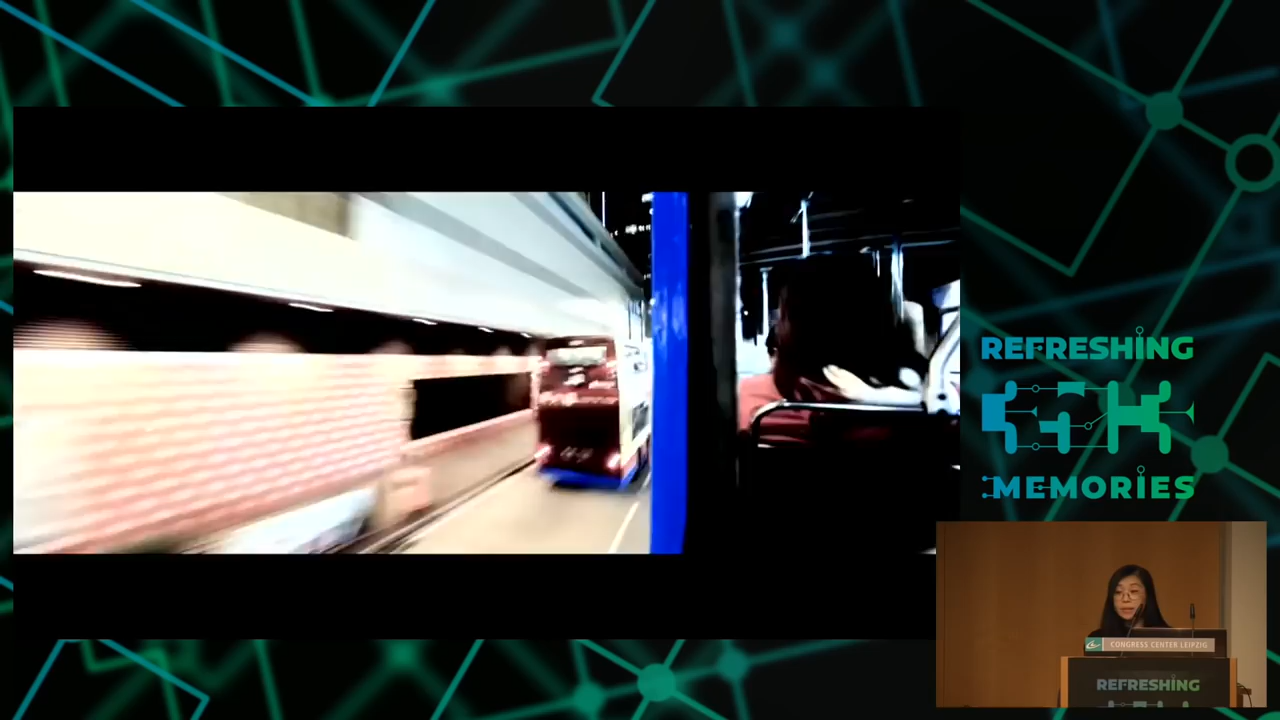 REFRESHING
MEMORIES
CONGRESS CENTER LEIPZIG
REFRESHING